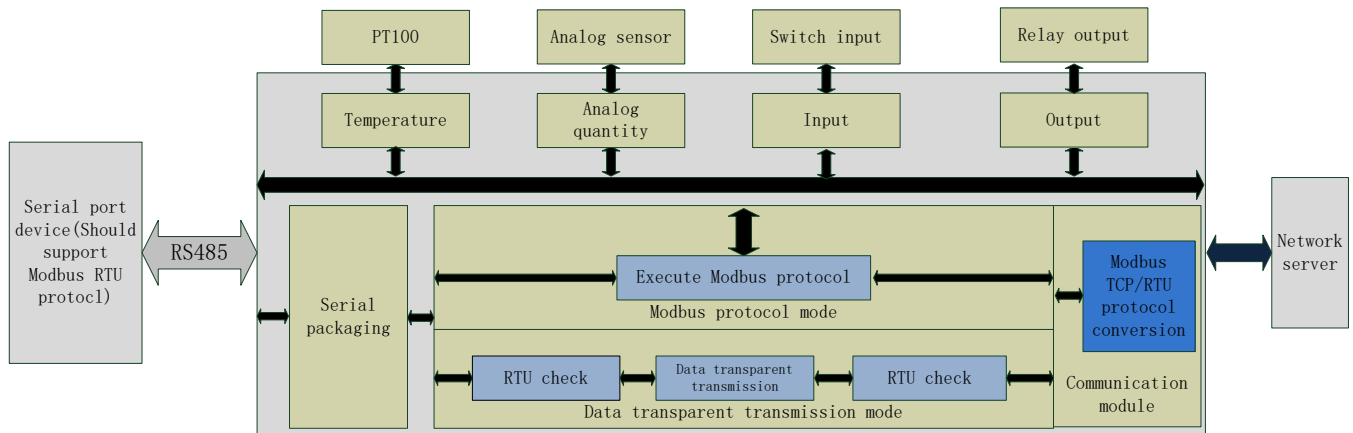 PT100
Analog sensor
Switch input
Relay output
Temperature
Analog
quantity
Input
Output
Serial port
device(Should
support
Modbus RTU
protocl)
RS485
Serial
packaging
Execute Modbus protocol
Modbus protocol mode
RTU check
Data transparent
transmission
RTU check
Data transparent transmission mode
Modbus
TCP/RTU
protocol
conversion
Communication
module
Network
server